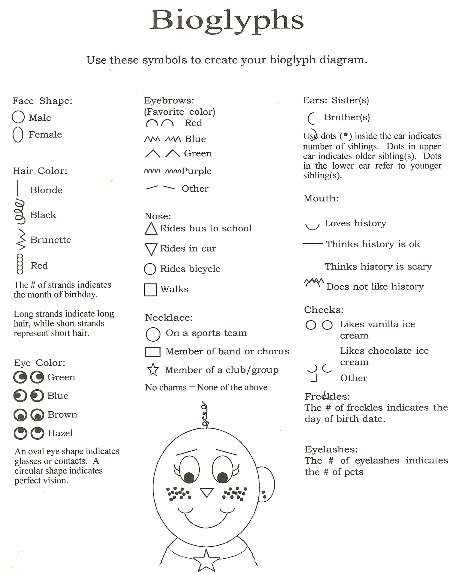 Bioglyphs
Use these symbols to create your bioglyph diagram.
Face Shape:
Male
Female
Hair Color:
Blonde
Black
Brunette
Red
The # of strands indicates
the month of birthday.
Long strands indicate long
hair, while short strands
represent short hair.
Eye Color:
Green
Blue
Brown
Hazel
An oval eye shape indicates
glasses or contacts. A
circular shape indicates
perfect vision.
Eyebrows:
(Favorite color)
Red
Blue
Green
Purple
Other
Nose:
Rides bus to school
Rides in car
Rides bicycle
Walks
Necklace:
On a sports team
Member of band or chorus
Member of a club/group
No charms = None of the above
Ears: Sister(s)
Brother(s)
Use dots (•) inside the ear indicates
number of siblings. Dots in upper
ear indicates older sibling(s). Dots
in the lower ear refer to younger
sibling(s).
Mouth:
Loves history
Thinks history is ok
Thinks history is scary
Does not like history
Cheeks:
Likes vanilla ice
cream
Likes chocolate ice
cream
Other
Freckles:
The # of freckles indicates the
day of birth date.
Eyelashes:
The # of eyelashes indicates
the # of pets